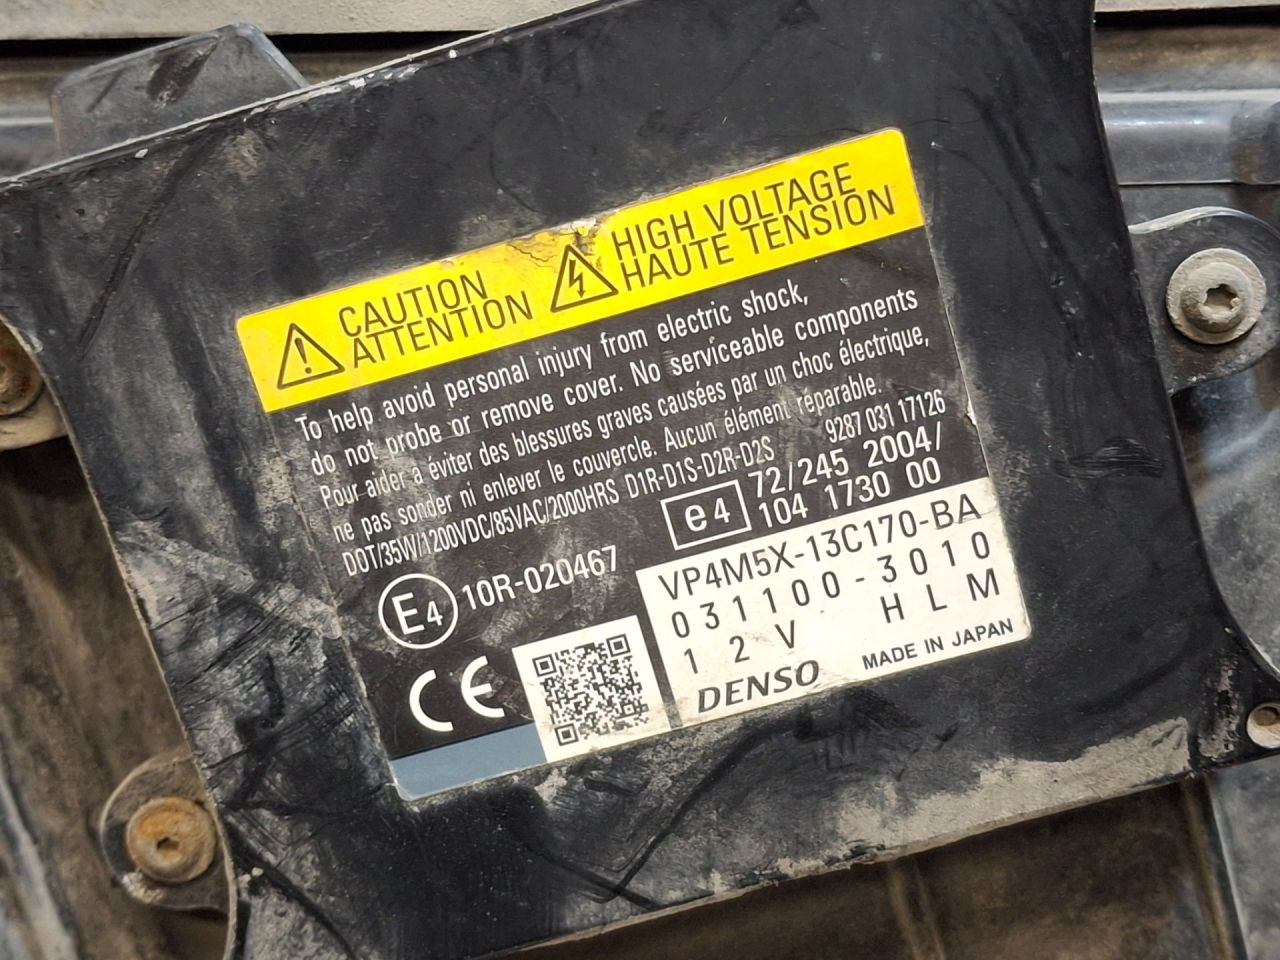 CAUTION
ATTENTION
HIGH VOLTAGE
HAUTE TENSION
To help avoid personal injury from electric shock,
do not probe or remove cover. No serviceable components
Pour aider à éviter des blessures graves causées par un choc électrique,
ne pas sonder ni enlever le couvercle. Aucun élément réparable.
DOT/35W/1200VDC/85VAC/2000HRS D1R-D1S-D2R-D2S
9287 031 17126
e4 72/245 2004/
104 1730 00
E4 10R-020467
CE
VP4M5X-13C170-BA
031100-3010
12V HLM
DENSO MADE IN JAPAN